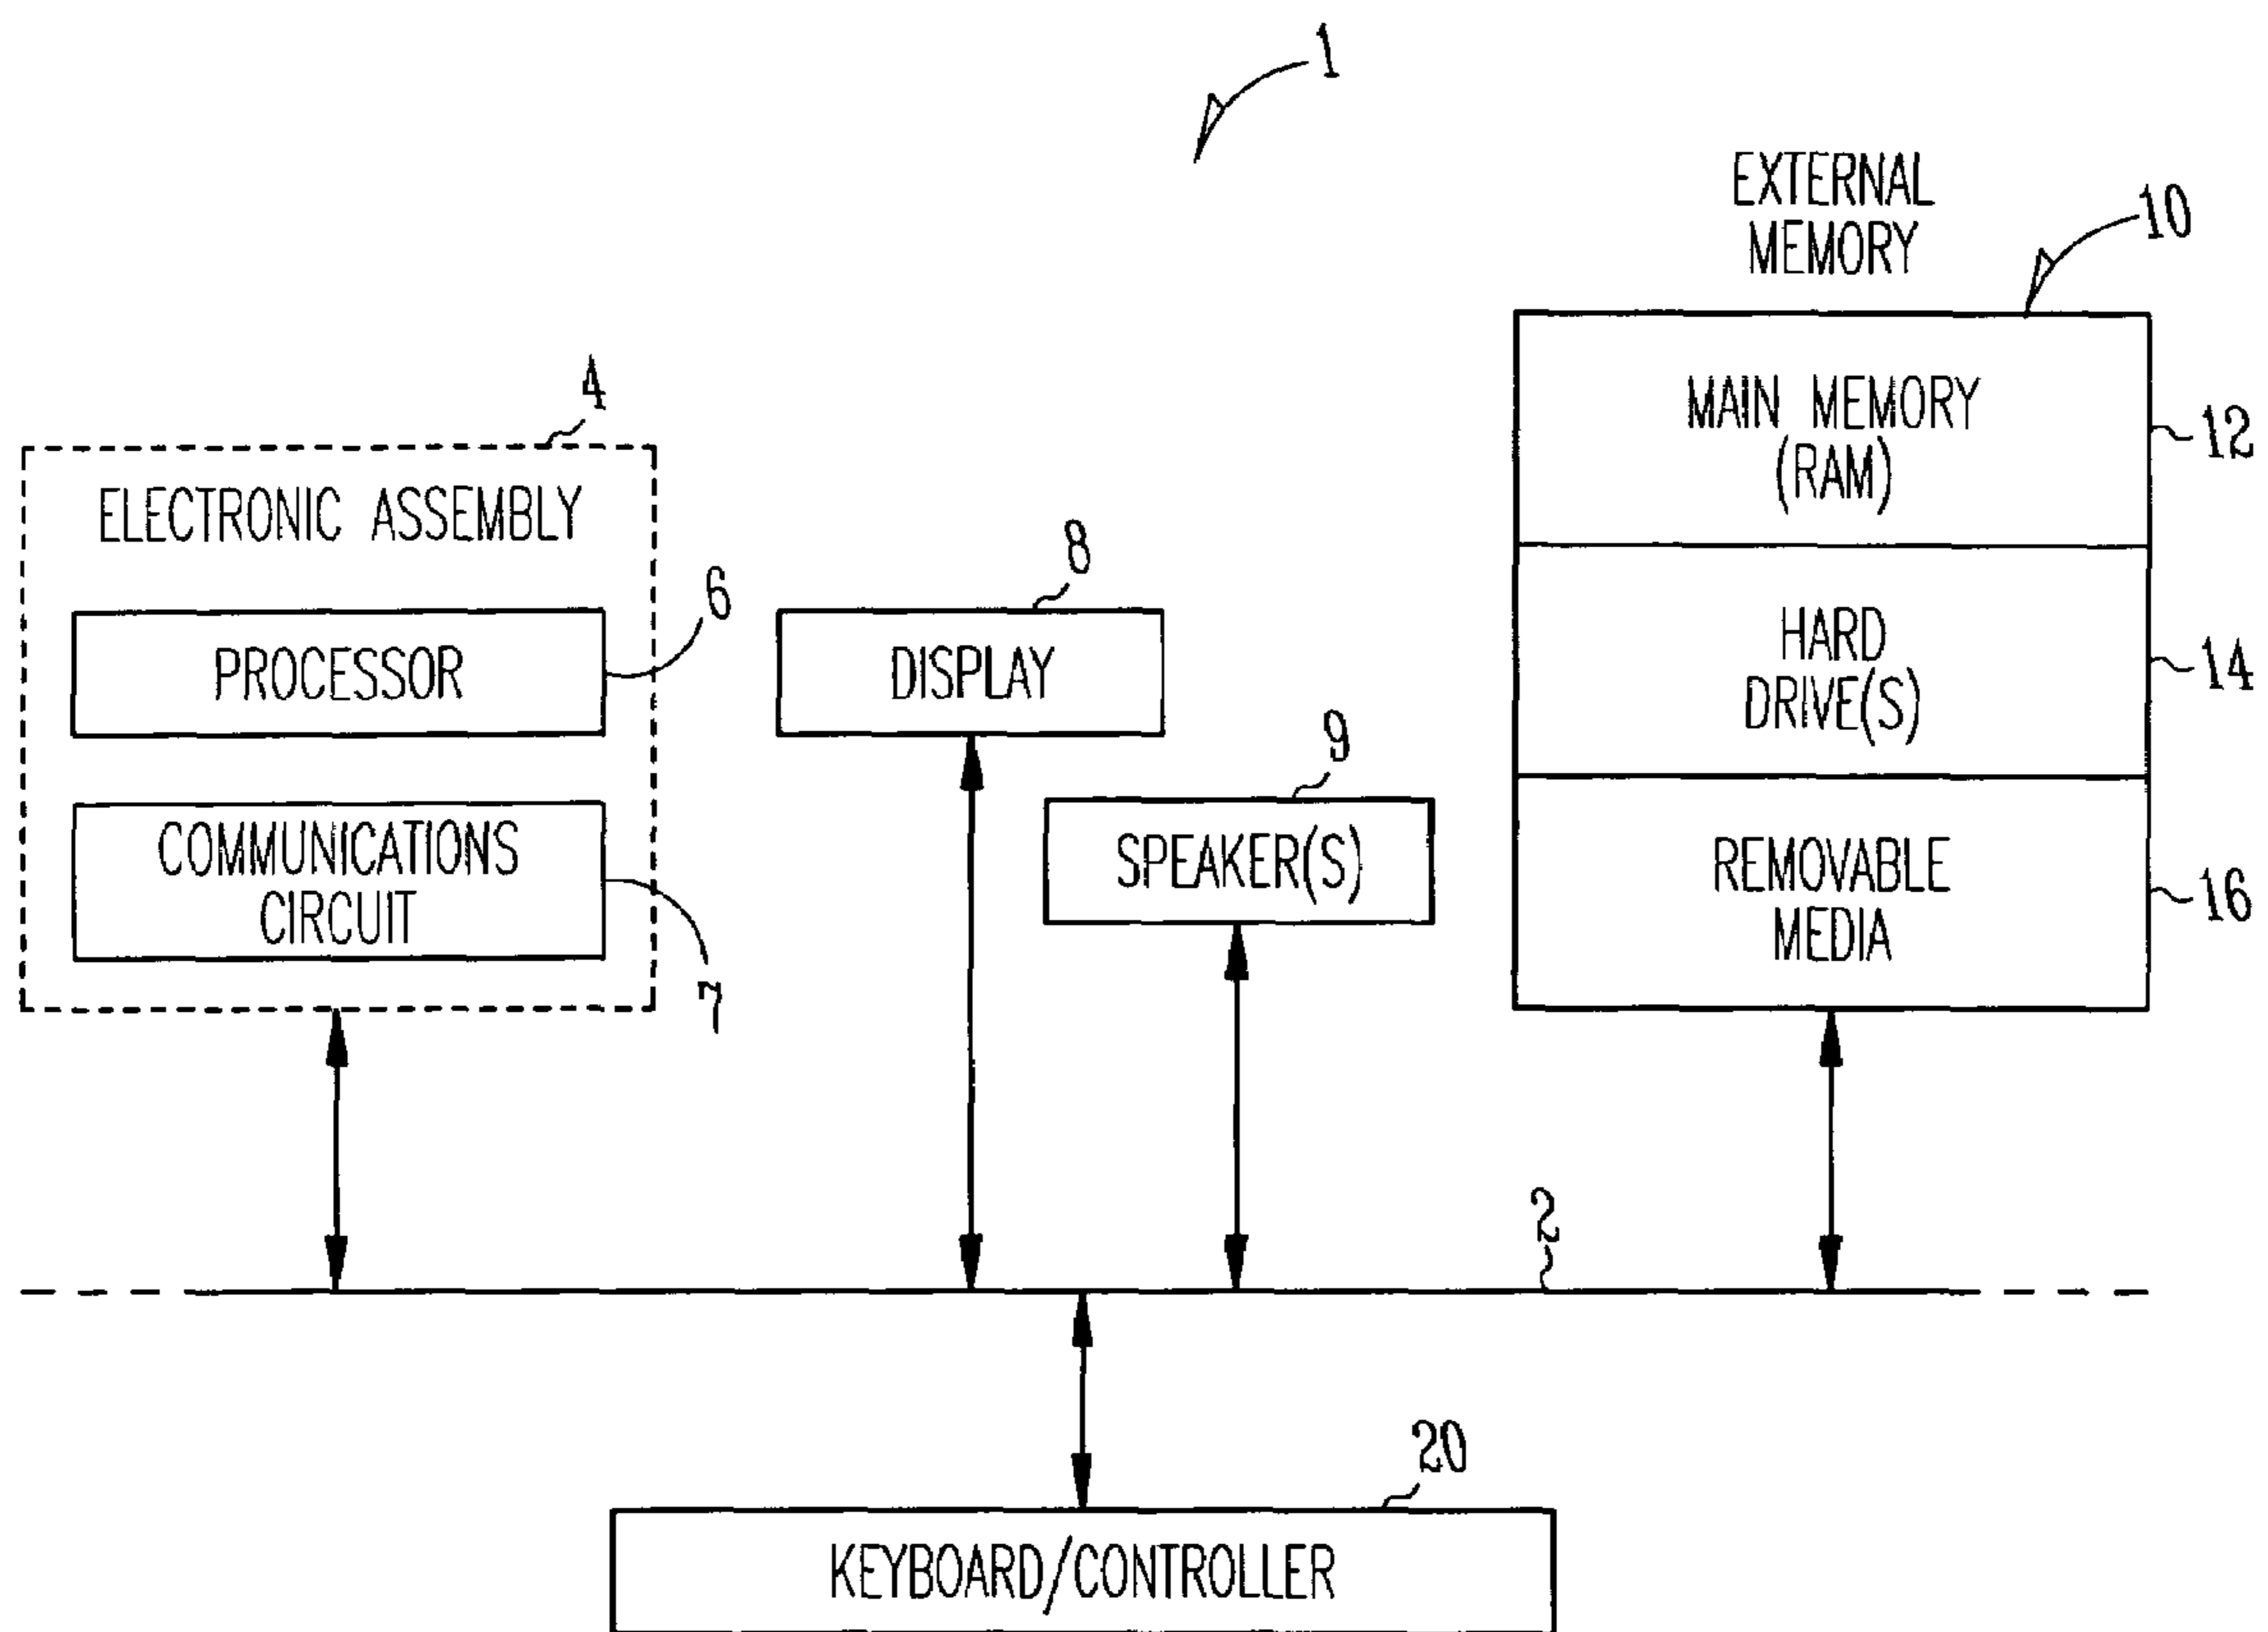 1
EXTERNAL
MEMORY
10
4
ELECTRONIC ASSEMBLY
6
PROCESSOR
COMMUNICATIONS
CIRCUIT
7
8
DISPLAY
9
SPEAKER(S)
MAIN MEMORY
(RAM)
12
HARD
DRIVE(S)
14
REMOVABLE
MEDIA
16
2
20
KEYBOARD/CONTROLLER